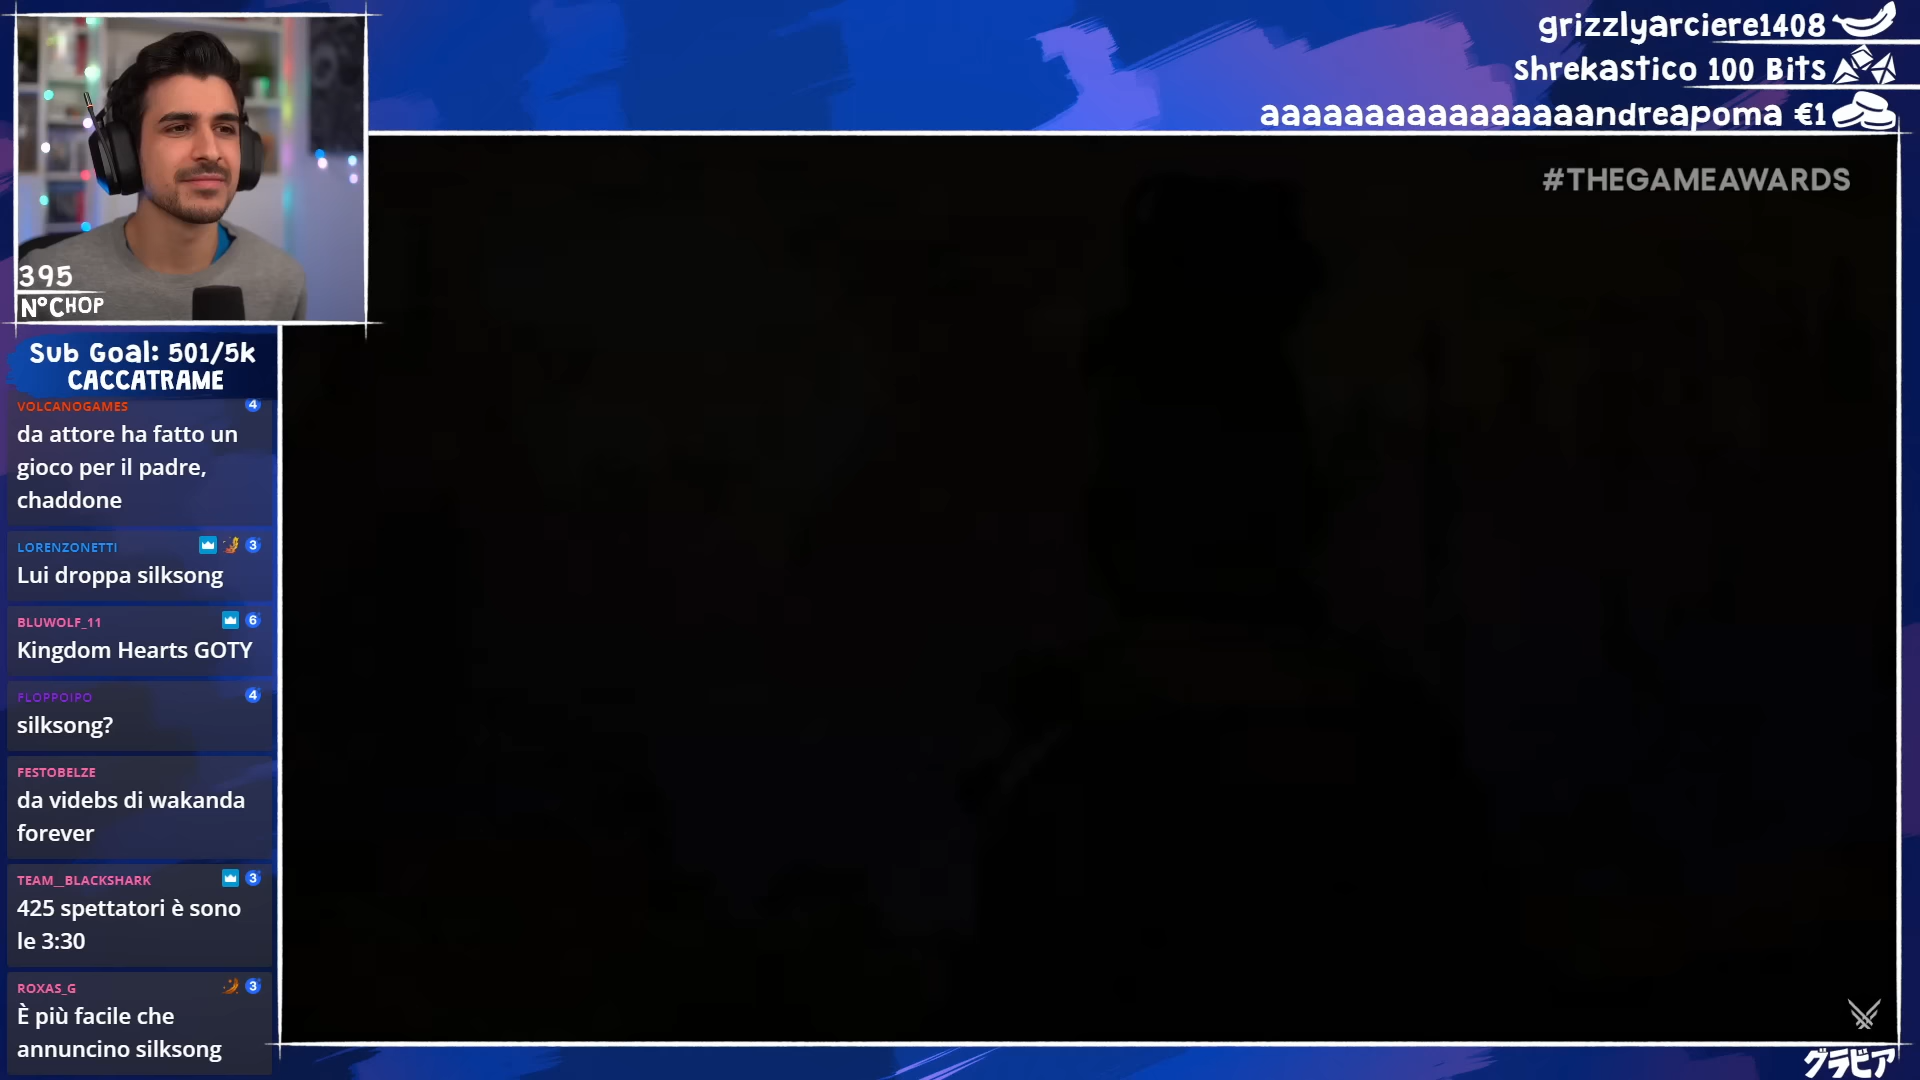 grizzlyarciere1408
shrekastico 100 Bits
aaaaaaaaaaaaaaaandreapoma €1
#THEGAMEAWARDS
395
N°CHOP
Sub Goal: 501/5k
CACCATRAME
VOLCANOGAMES 4
da attore ha fatto un
gioco per il padre,
chaddone
LORENZONETTI 3
Lui droppa silksong
BLUWOLF_11 6
Kingdom Hearts GOTY
FLOPPOIPO 4
silksong?
FESTOBELZE
da videbs di wakanda
forever
TEAM__BLACKSHARK 3
425 spettatori è sono
le 3:30
ROXAS_G 3
È più facile che
annuncino silksong
グラビア